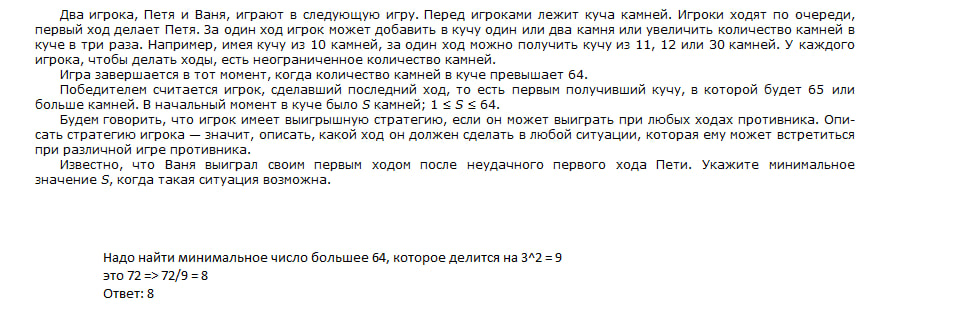 Два игрока, Петя и Ваня, играют в следующую игру. Перед игроками лежит куча камней. Игроки ходят по очереди,
первый ход делает Петя. За один ход игрок может добавить в кучу один или два камня или увеличить количество камней в
куче в три раза. Например, имея кучу из 10 камней, за один ход можно получить кучу из 11, 12 или 30 камней. У каждого
игрока, чтобы делать ходы, есть неограниченное количество камней.
Игра завершается в тот момент, когда количество камней в куче превышает 64.
Победителем считается игрок, сделавший последний ход, то есть первым получивший кучу, в которой будет 65 или
больше камней. В начальный момент в куче было S камней; 1 ≤ S ≤ 64.
Будем говорить, что игрок имеет выигрышную стратегию, если он может выиграть при любых ходах противника. Опи-
сать стратегию игрока — значит, описать, какой ход он должен сделать в любой ситуации, которая ему может встретиться
при различной игре противника.
Известно, что Ваня выиграл своим первым ходом после неудачного первого хода Пети. Укажите минимальное
значение S, когда такая ситуация возможна.
Надо найти минимальное число большее 64, которое делится на 3^2 = 9
это 72 => 72/9 = 8
Ответ: 8